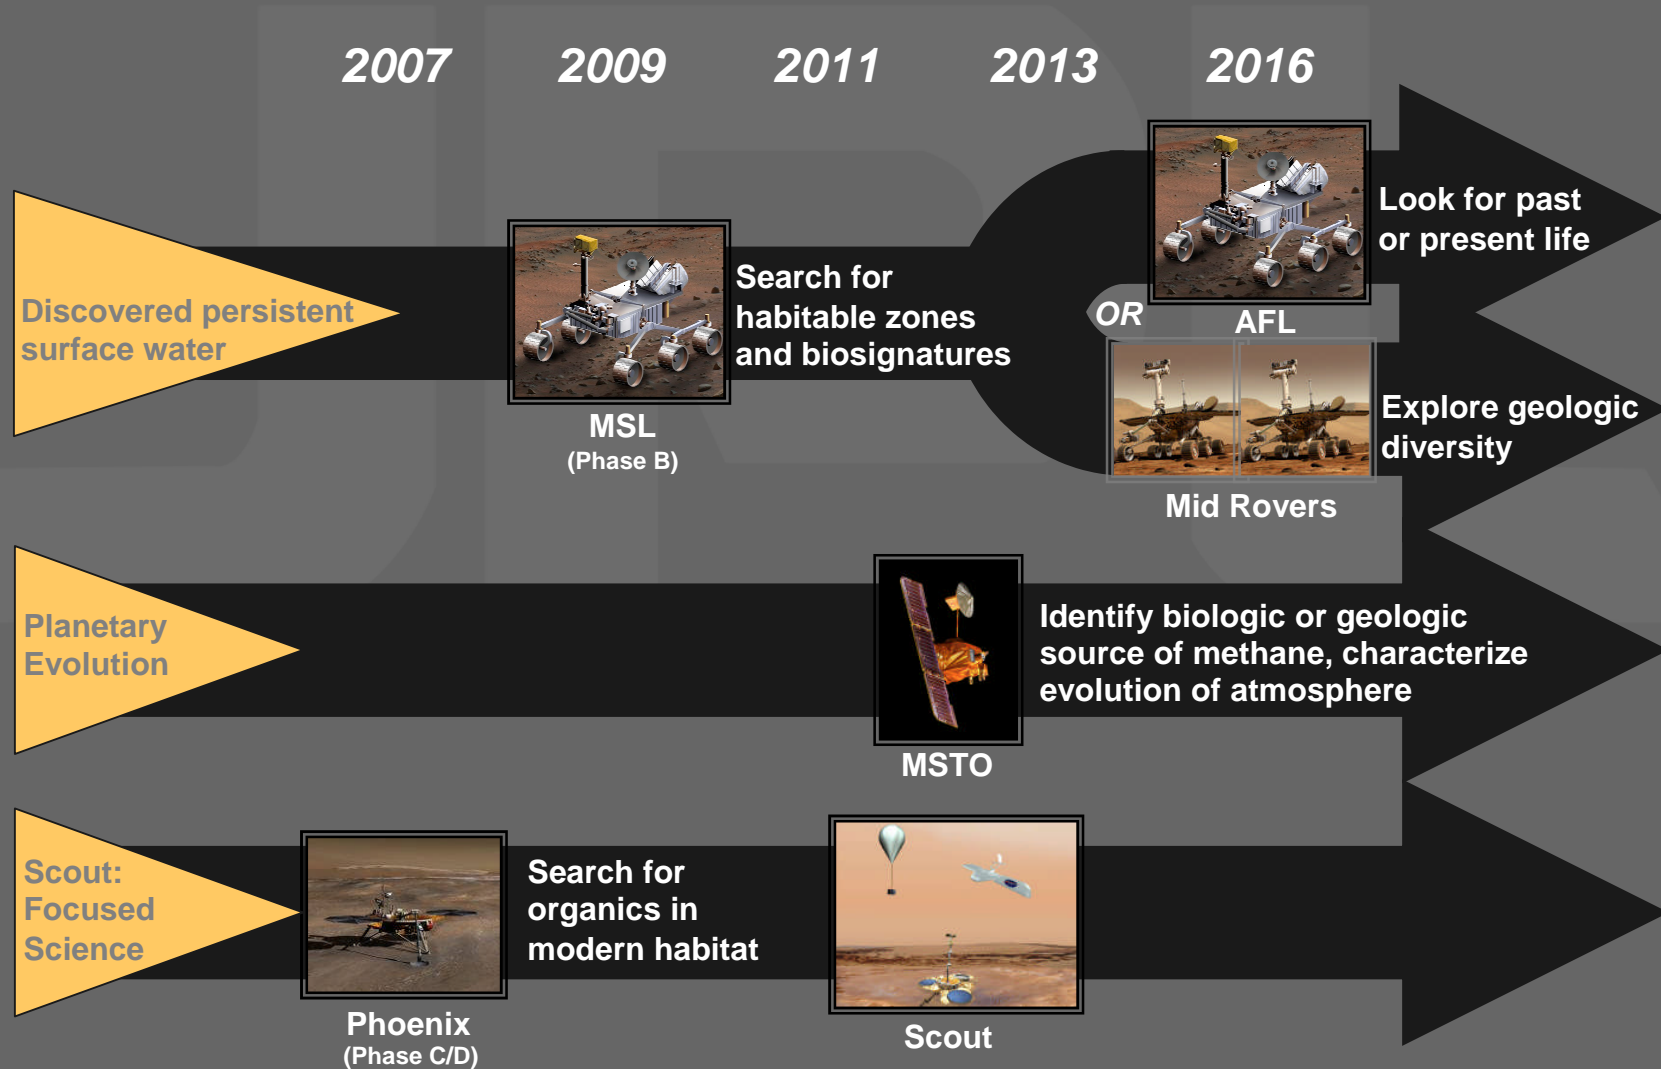 2007 2009 2011 2013 2016
Discovered persistent
surface water
MSL
(Phase B)
Search for
habitable zones
and biosignatures
OR
AFL
Look for past
or present life
Mid Rovers
Explore geologic
diversity
Planetary
Evolution
MSTO
Identify biologic or geologic
source of methane, characterize
evolution of atmosphere
Scout:
Focused
Science
Phoenix
(Phase C/D)
Search for
organics in
modern habitat
Scout